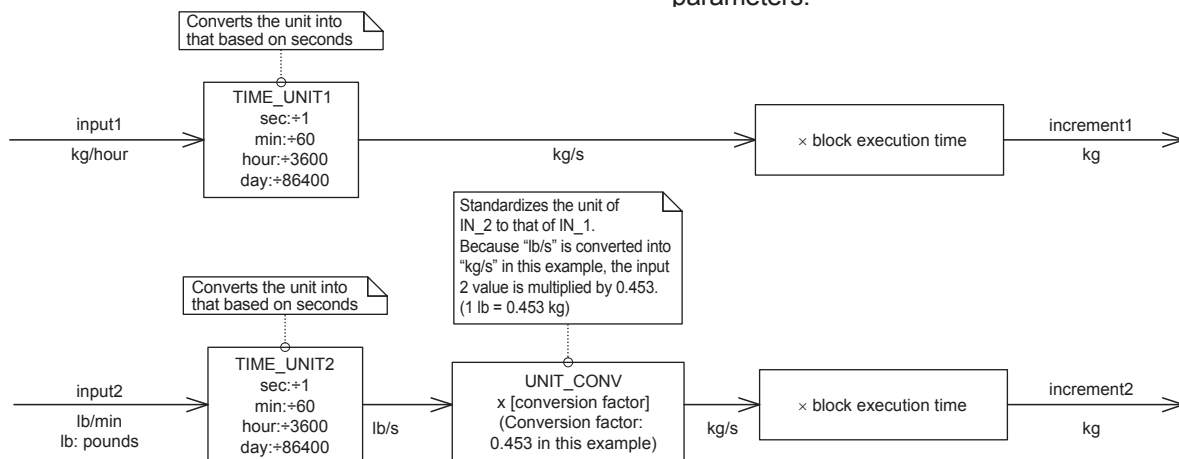 parameters.
Converts the unit into
that based on seconds
input1
kg/hour
TIME_UNIT1
sec:÷1
min:÷60
hour:÷3600
day:÷86400
kg/s
× block execution time
increment1
kg
Standardizes the unit of
IN_2 to that of IN_1.
Because “lb/s” is converted into
“kg/s” in this example, the input
2 value is multiplied by 0.453.
(1 lb = 0.453 kg)
Converts the unit into
that based on seconds
input2
lb/min
lb: pounds
TIME_UNIT2
sec:÷1
min:÷60
hour:÷3600
day:÷86400
lb/s
UNIT_CONV
x [conversion factor]
(Conversion factor:
0.453 in this example)
kg/s
× block execution time
increment2
kg